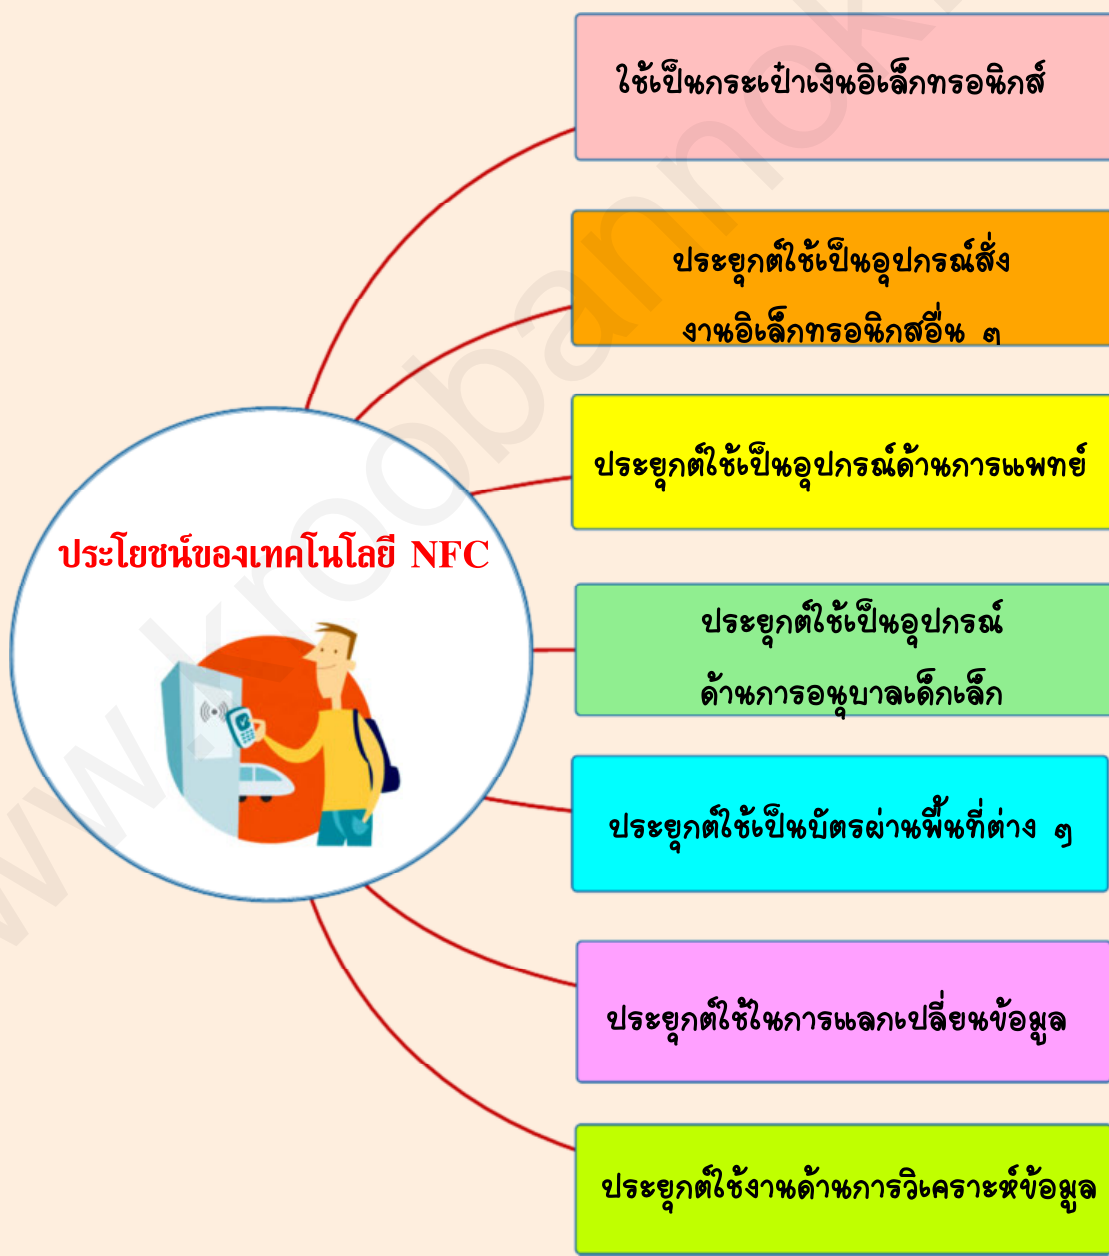 ใช้เป็นกระเป๋าเงินอิเล็กทรอนิกส์
ประยุกต์ใช้เป็นอุปกรณ์สั่ง
งานอิเล็กทรอนิกสอื่น ๆ
ประยุกต์ใช้เป็นอุปกรณ์ด้านการแพทย์
ประโยชน์ของเทคโนโลยี NFC
ประยุกต์ใช้เป็นอุปกรณ์
ด้านการอนุบาลเด็กเล็ก
ประยุกต์ใช้เป็นบัตรผ่านพื้นที่ต่าง ๆ
ประยุกต์ใช้ในการแลกเปลี่ยนข้อมูล
ประยุกต์ใช้งานด้านการวิเคราะห์ข้อมูล